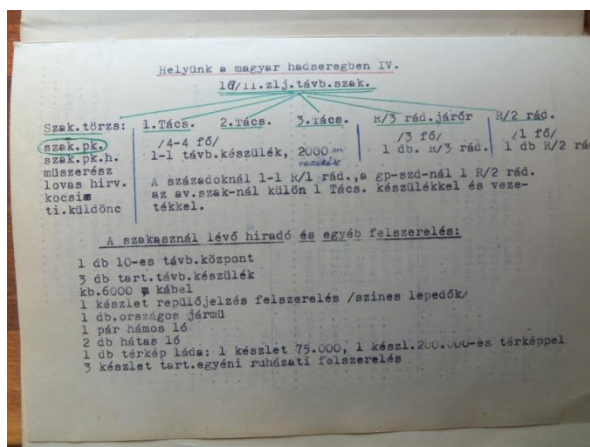 Helyünk a magyar hadseregben IV.
16/II.zlj.távb.szak.
Szak.törzs: 1.Tács. 2.Tács. 3.Tács. R/3 rád.járőr R/2 rád.
szak.pk. /4-4 fő/ /3 fő/ /1 fő/
szak.pk.h. 1-1 távb.készülék, 2000 m 1 db. R/3 rád. 1 db R/2 rád
vezeték
műszerész A századoknál 1-1 R/1 rád.,a gp-szd-nál 1 R/2 rád.
lovas hirv. az av.szak-nál külön 1 Tács. készülékkel és veze-
kocsis tékkel.
ti.küldönc
A szakasznál lévő hiradó és egyéb felszerelés:
1 db 10-es távb.központ
3 db tart.távb.készülék
kb.6000 m kábel
1 készlet repülőjelzés felszerelés /szines lepedők/
1 db.országos jármü
1 pár hámos ló
2 db hátas ló
1 db térkép láda: 1 készlet 75.000, 1 készl.200.000-es térképpel
3 készlet tart.egyéni ruházati felszerelés